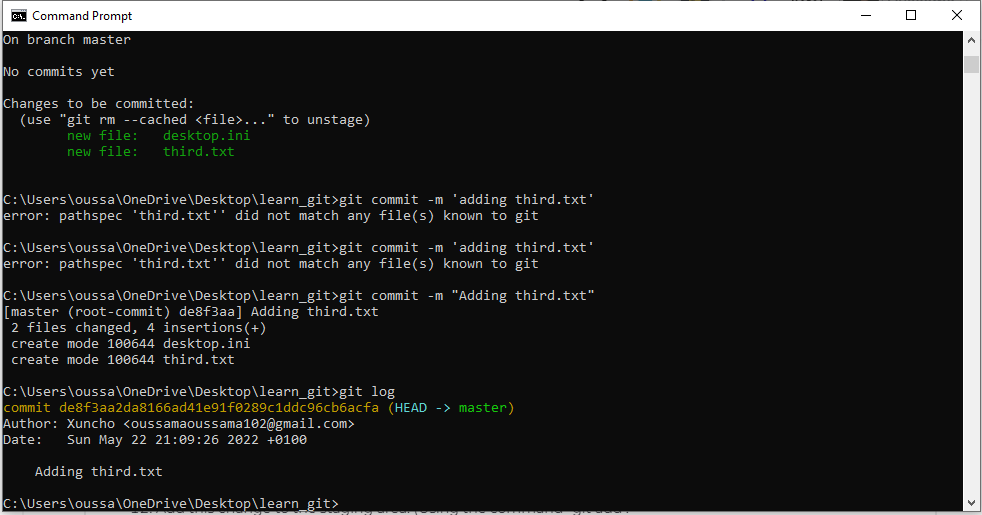 Command Prompt
On branch master
No commits yet
Changes to be committed:
  (use "git rm --cached <file>..." to unstage)
        new file:   desktop.ini
        new file:   third.txt
C:\Users\oussa\OneDrive\Desktop\learn_git>git commit -m 'adding third.txt'
error: pathspec 'third.txt'' did not match any file(s) known to git
C:\Users\oussa\OneDrive\Desktop\learn_git>git commit -m 'adding third.txt'
error: pathspec 'third.txt'' did not match any file(s) known to git
C:\Users\oussa\OneDrive\Desktop\learn_git>git commit -m "Adding third.txt"
[master (root-commit) de8f3aa] Adding third.txt
 2 files changed, 4 insertions(+)
 create mode 100644 desktop.ini
 create mode 100644 third.txt
C:\Users\oussa\OneDrive\Desktop\learn_git>git log
commit de8f3aa2da8166ad41e91f0289c1ddc96cb6acfa (HEAD -> master)
Author: Xuncho <oussamaoussama102@gmail.com>
Date:   Sun May 22 21:09:26 2022 +0100
    Adding third.txt
C:\Users\oussa\OneDrive\Desktop\learn_git>